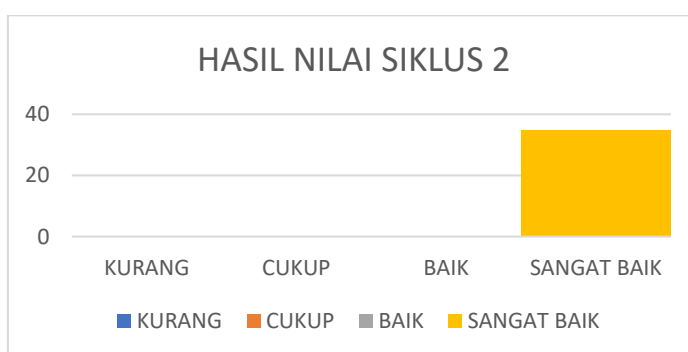 HASIL NILAI SIKLUS 2
40
20
0
KURANG CUKUP BAIK SANGAT BAIK
KURANG CUKUP BAIK SANGAT BAIK